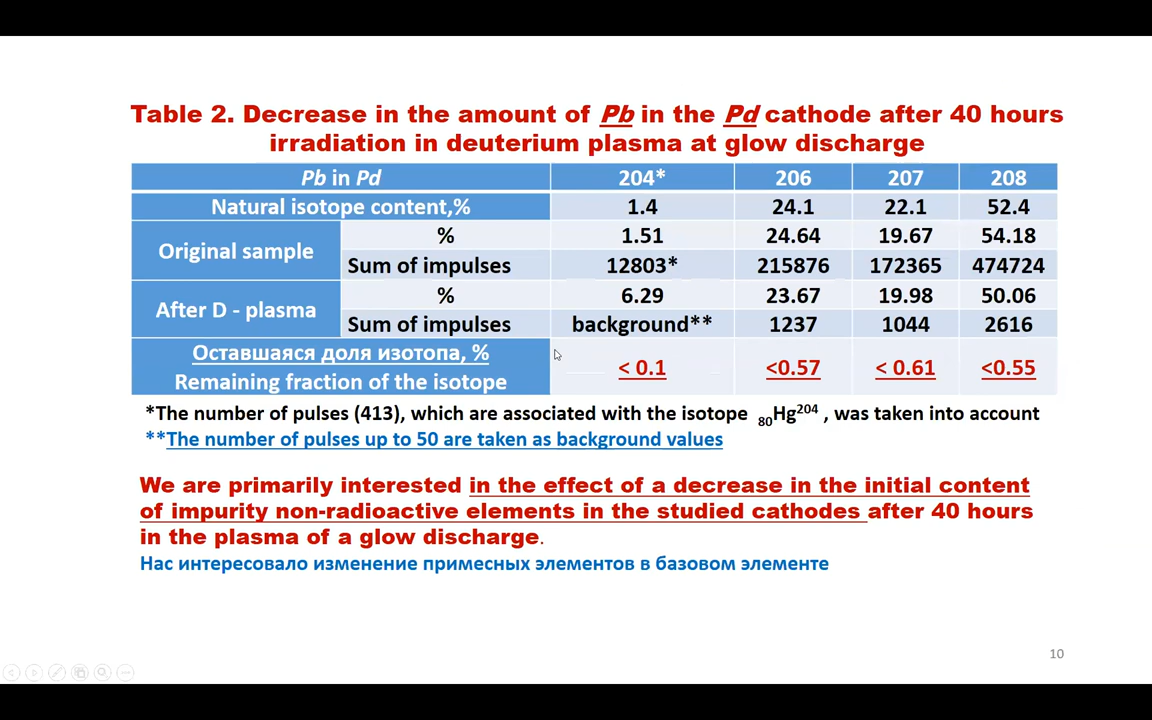 Table 2. Decrease in the amount of Pb in the Pd cathode after 40 hours
irradiation in deuterium plasma at glow discharge
Pb in Pd 204* 206 207 208
Natural isotope content,% 1.4 24.1 22.1 52.4
Original sample
% 1.51 24.64 19.67 54.18
Sum of impulses 12803* 215876 172365 474724
After D - plasma
% 6.29 23.67 19.98 50.06
Sum of impulses background** 1237 1044 2616
Оставшаяся доля изотопа, %
Remaining fraction of the isotope
< 0.1 <0.57 < 0.61 <0.55
*The number of pulses (413), which are associated with the isotope ₈₀Hg²⁰⁴ , was taken into account
**The number of pulses up to 50 are taken as background values
We are primarily interested in the effect of a decrease in the initial content
of impurity non-radioactive elements in the studied cathodes after 40 hours
in the plasma of a glow discharge.
Нас интересовало изменение примесных элементов в базовом элементе
10